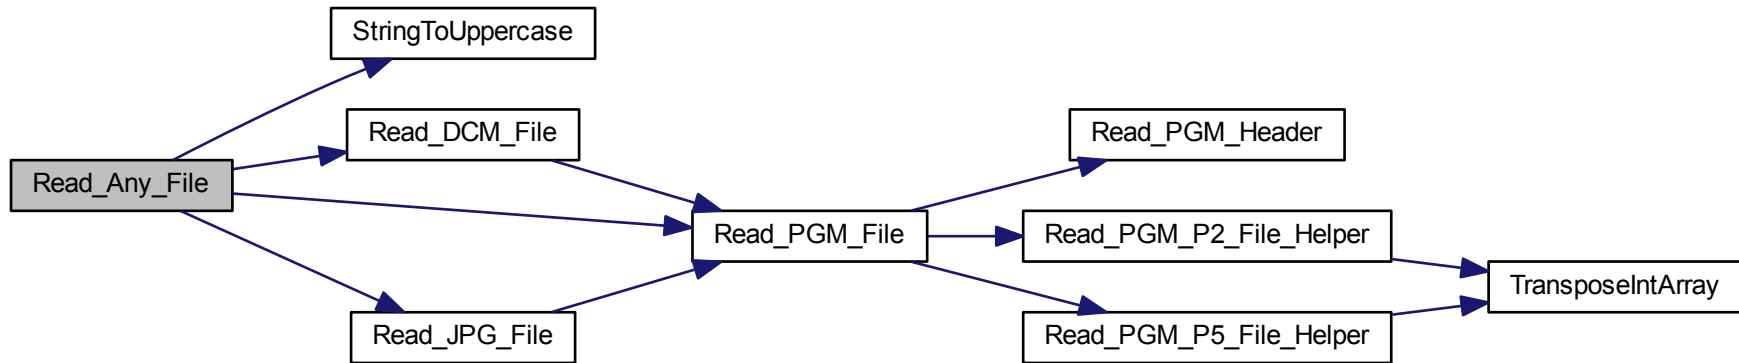 StringToUppercase
Read_DCM_File
Read_PGM_Header
Read_Any_File
Read_PGM_File
Read_PGM_P2_File_Helper
TransposeIntArray
Read_JPG_File
Read_PGM_P5_File_Helper